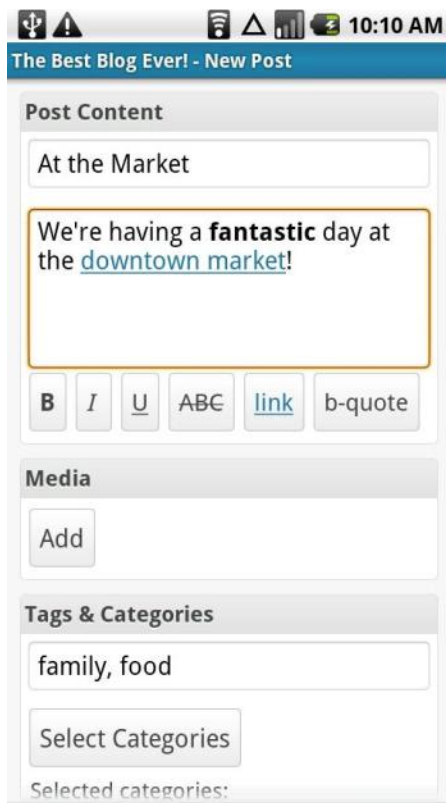 10:10 AM
The Best Blog Ever! - New Post
Post Content
At the Market
We're having a fantastic day at
the downtown market!
B I U ABC link b-quote
Media
Add
Tags & Categories
family, food
Select Categories
Selected categories: